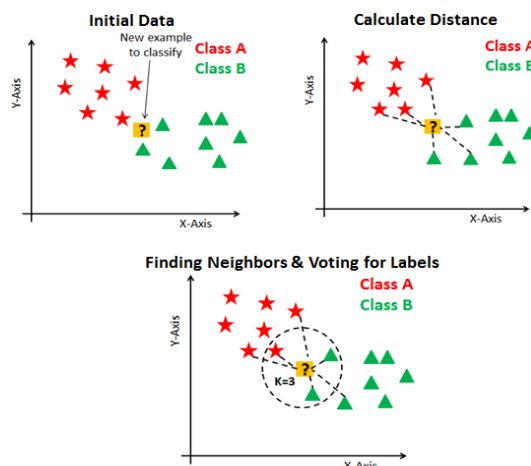 Initial Data
New example
to classify
Class A
Class B
?
Y-Axis
X-Axis
Calculate Distance
Class A
Class B
?
Y-Axis
X-Axis
Finding Neighbors & Voting for Labels
Class A
Class B
?
K=3
Y-Axis
X-Axis